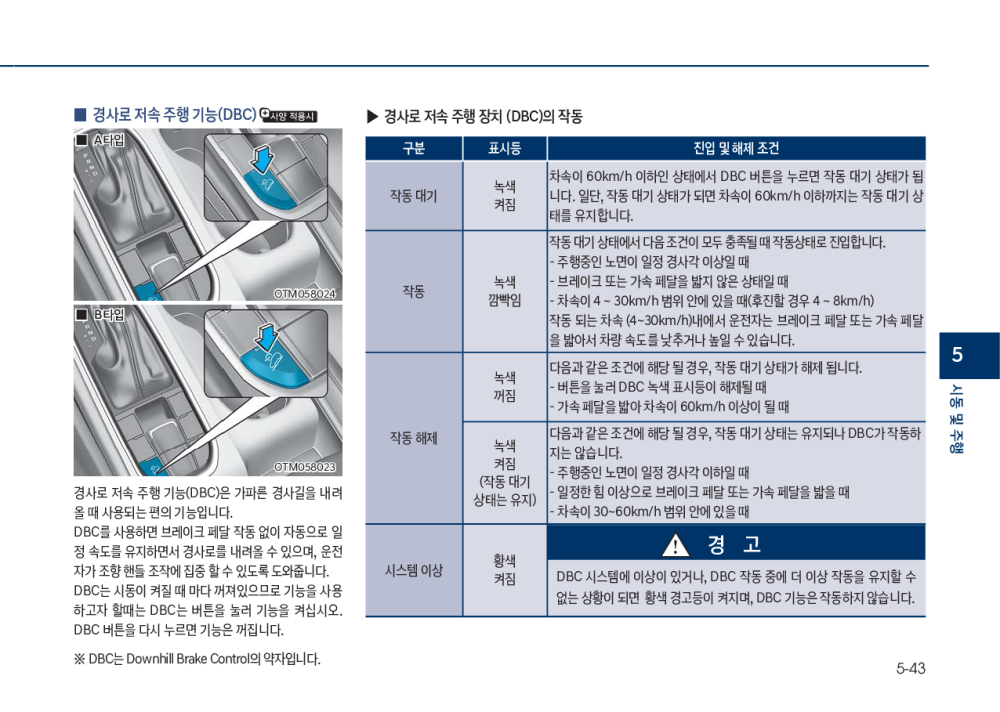 ■ 경사로 저속 주행 기능(DBC) 사양 적용시
■ A타입
OTM058024
■ B타입
OTM058023
경사로 저속 주행 기능(DBC)은 가파른 경사길을 내려
올 때 사용되는 편의 기능입니다.
DBC를 사용하면 브레이크 페달 작동 없이 자동으로 일
정 속도를 유지하면서 경사로를 내려올 수 있으며, 운전
자가 조향 핸들 조작에 집중 할 수 있도록 도와줍니다.
DBC는 시동이 켜질 때 마다 꺼져있으므로 기능을 사용
하고자 할때는 DBC는 버튼을 눌러 기능을 켜십시오.
DBC 버튼을 다시 누르면 기능은 꺼집니다.
※ DBC는 Downhill Brake Control의 약자입니다.
▶ 경사로 저속 주행 장치 (DBC)의 작동
구분 표시등 진입 및 해제 조건
작동 대기
녹색
켜짐
차속이 60km/h 이하인 상태에서 DBC 버튼을 누르면 작동 대기 상태가 됩
니다. 일단, 작동 대기 상태가 되면 차속이 60km/h 이하까지는 작동 대기 상
태를 유지합니다.
작동
녹색
깜빡임
작동 대기 상태에서 다음 조건이 모두 충족될 때 작동상태로 진입합니다.
- 주행중인 노면이 일정 경사각 이상일 때
- 브레이크 또는 가속 페달을 밟지 않은 상태일 때
- 차속이 4 ~ 30km/h 범위 안에 있을 때(후진할 경우 4 ~ 8km/h)
작동 되는 차속 (4~30km/h)내에서 운전자는 브레이크 페달 또는 가속 페달
을 밟아서 차량 속도를 낮추거나 높일 수 있습니다.
작동 해제
녹색
꺼짐
다음과 같은 조건에 해당 될 경우, 작동 대기 상태가 해제 됩니다.
- 버튼을 눌러 DBC 녹색 표시등이 해제될 때
- 가속 페달을 밟아 차속이 60km/h 이상이 될 때
녹색
켜짐
(작동 대기
상태는 유지)
다음과 같은 조건에 해당 될 경우, 작동 대기 상태는 유지되나 DBC가 작동하
지는 않습니다.
- 주행중인 노면이 일정 경사각 이하일 때
- 일정한 힘 이상으로 브레이크 페달 또는 가속 페달을 밟을 때
- 차속이 30~60km/h 범위 안에 있을 때
시스템 이상
황색
켜짐
경 고
DBC 시스템에 이상이 있거나, DBC 작동 중에 더 이상 작동을 유지할 수
없는 상황이 되면 황색 경고등이 켜지며, DBC 기능은 작동하지 않습니다.
5
시동 및 주행
5-43